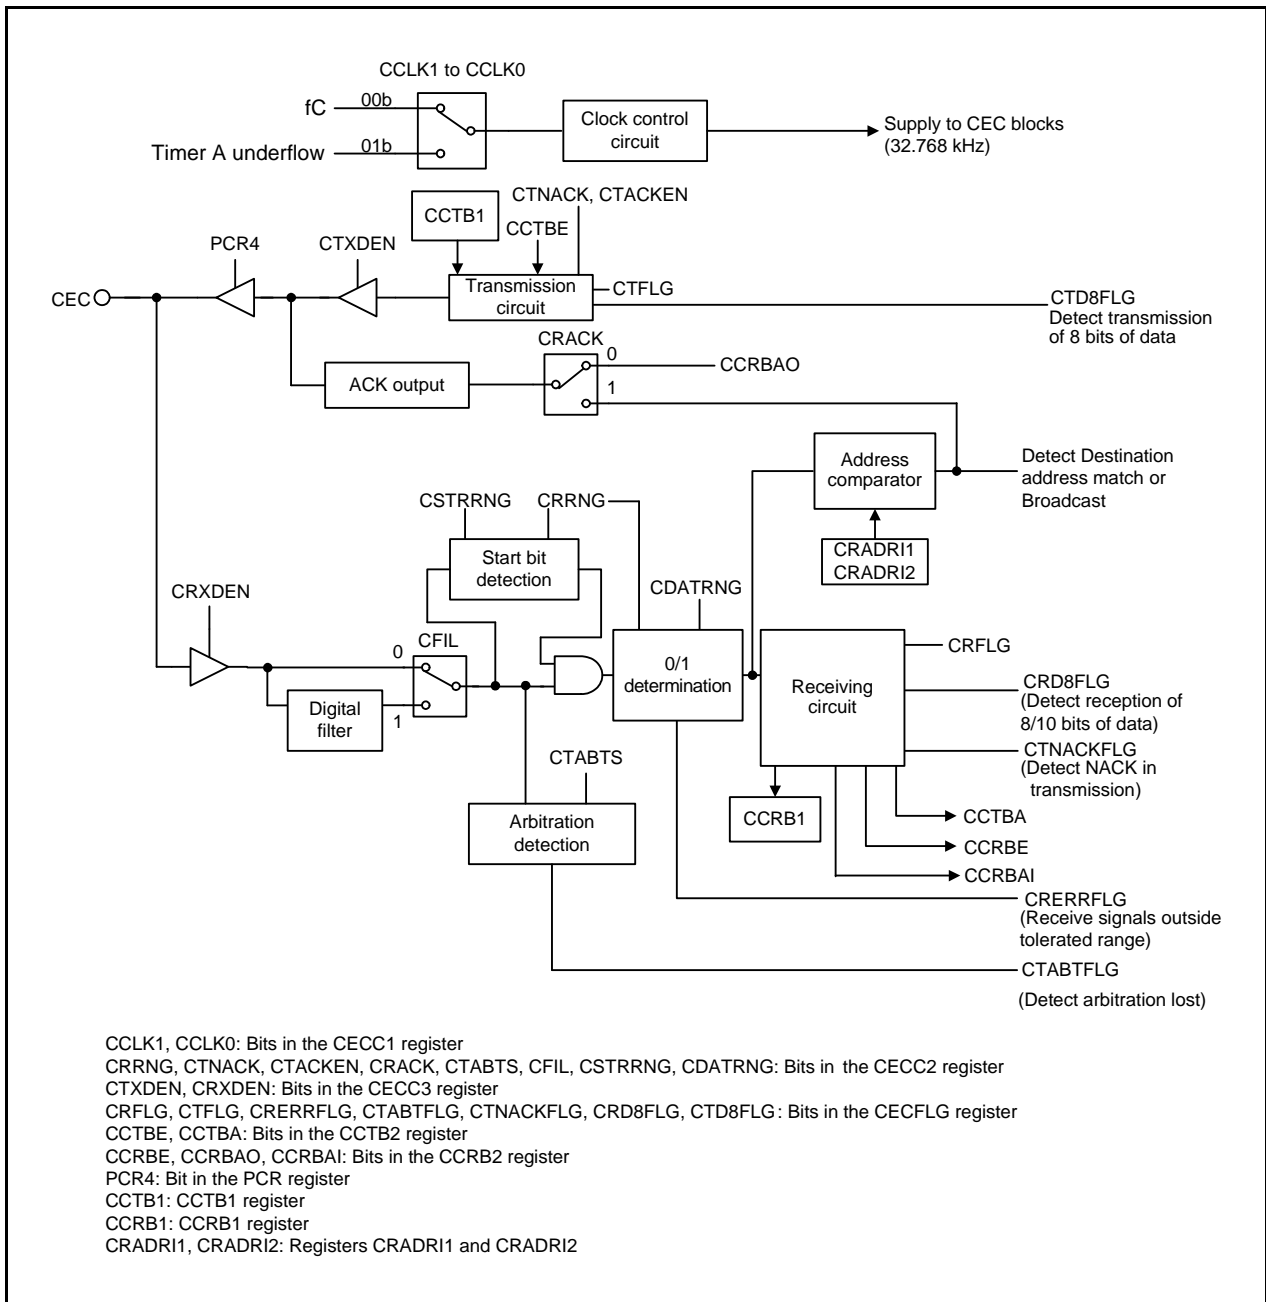 CCLK1 to CCLK0
fC
00b
Timer A underflow
01b
Clock control
circuit
Supply to CEC blocks
(32.768 kHz)
CTNACK, CTACKEN
CCTB1
CCTBE
PCR4
CTXDEN
CEC
Transmission
circuit
CTFLG
CTD8FLG
Detect transmission
of 8 bits of data
CRACK
0
CCRBAO
1
ACK output
Address
comparator
Detect Destination
address match or
Broadcast
CRADRI1
CRADRI2
CSTRRNG
CRRNG
Start bit
detection
CDATRNG
CRXDEN
CFIL
0
1
Digital
filter
0/1
determination
Receiving
circuit
CRFLG
CRD8FLG
(Detect reception of
8/10 bits of data)
CTNACKFLG
(Detect NACK in
transmission)
CTABTS
Arbitration
detection
CCRB1
CCTBA
CCRBE
CCRBAI
CRERRFLG
(Receive signals outside
tolerated range)
CTABTFLG
(Detect arbitration lost)
CCLK1, CCLK0: Bits in the CECC1 register
CRRNG, CTNACK, CTACKEN, CRACK, CTABTS, CFIL, CSTRRNG, CDATRNG: Bits in the CECC2 register
CTXDEN, CRXDEN: Bits in the CECC3 register
CRFLG, CTFLG, CRERRFLG, CTABTFLG, CTNACKFLG, CRD8FLG, CTD8FLG: Bits in the CECFLG register
CCTBE, CCTBA: Bits in the CCTB2 register
CCRBE, CCRBAO, CCRBAI: Bits in the CCRB2 register
PCR4: Bit in the PCR register
CCTB1: CCTB1 register
CCRB1: CCRB1 register
CRADRI1, CRADRI2: Registers CRADRI1 and CRADRI2